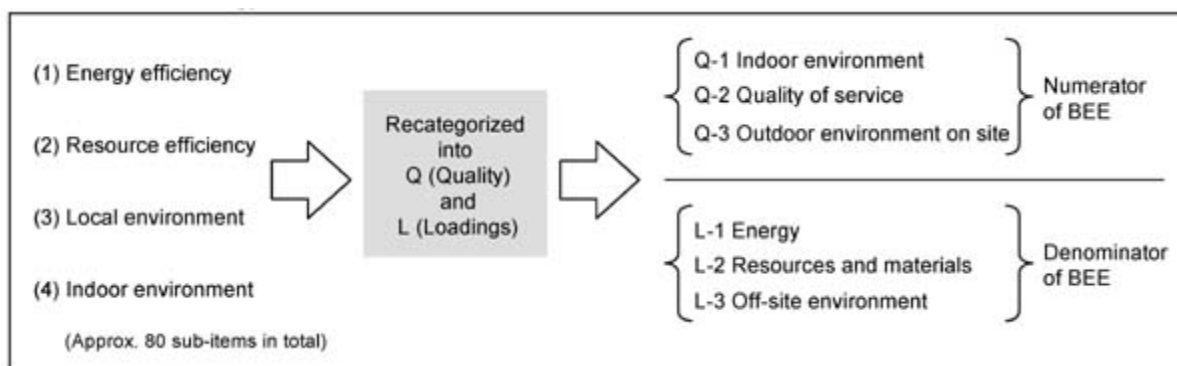 (1) Energy efficiency
(2) Resource efficiency
(3) Local environment
(4) Indoor environment
(Approx. 80 sub-items in total)
Recategorized
into
Q (Quality)
and
L (Loadings)
Q-1 Indoor environment
Q-2 Quality of service
Q-3 Outdoor environment on site
Numerator
of BEE
L-1 Energy
L-2 Resources and materials
L-3 Off-site environment
Denominator
of BEE